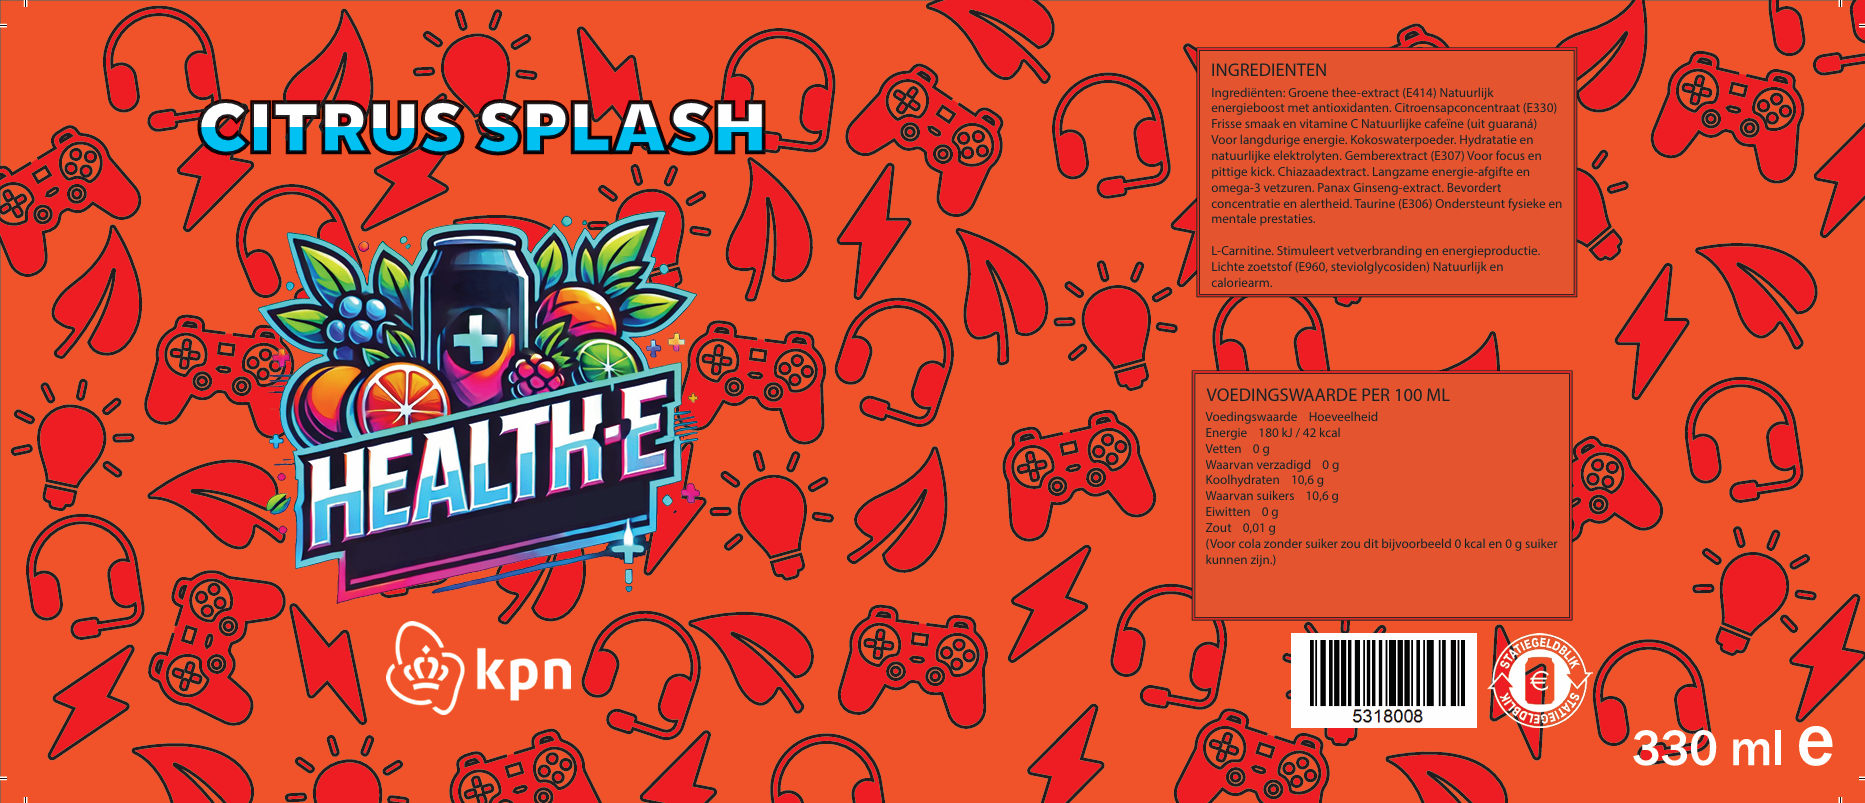 CITRUS SPLASH
HEALTH-E
kpn
INGREDIENTEN
Ingrediënten: Groene thee-extract (E414) Natuurlijk
energieboost met antioxidanten. Citroensapconcentraat (E330)
Frisse smaak en vitamine C Natuurlijke cafeïne (uit guaraná)
Voor langdurige energie. Kokoswaterpoeder. Hydratatie en
natuurlijke elektrolyten. Gemberextract (E307) Voor focus en
pittige kick. Chiazaadextract. Langzame energie-afgifte en
omega-3 vetzuren. Panax Ginseng-extract. Bevordert
concentratie en alertheid. Taurine (E306) Ondersteunt fysieke en
mentale prestaties.
L-Carnitine. Stimuleert vetverbranding en energieproductie.
Lichte zoetstof (E960, steviolglycosiden) Natuurlijk en
caloriearm.
VOEDINGSWAARDE PER 100 ML
Voedingswaarde Hoeveelheid
Energie 180 kJ / 42 kcal
Vetten 0 g
Waarvan verzadigd 0 g
Koolhydraten 10,6 g
Waarvan suikers 10,6 g
Eiwitten 0 g
Zout 0,01 g
(Voor cola zonder suiker zou dit bijvoorbeeld 0 kcal en 0 g suiker
kunnen zijn.)
5318008
STATIEGELDBLIK
€
STATIEGELDBLIK
330 ml e